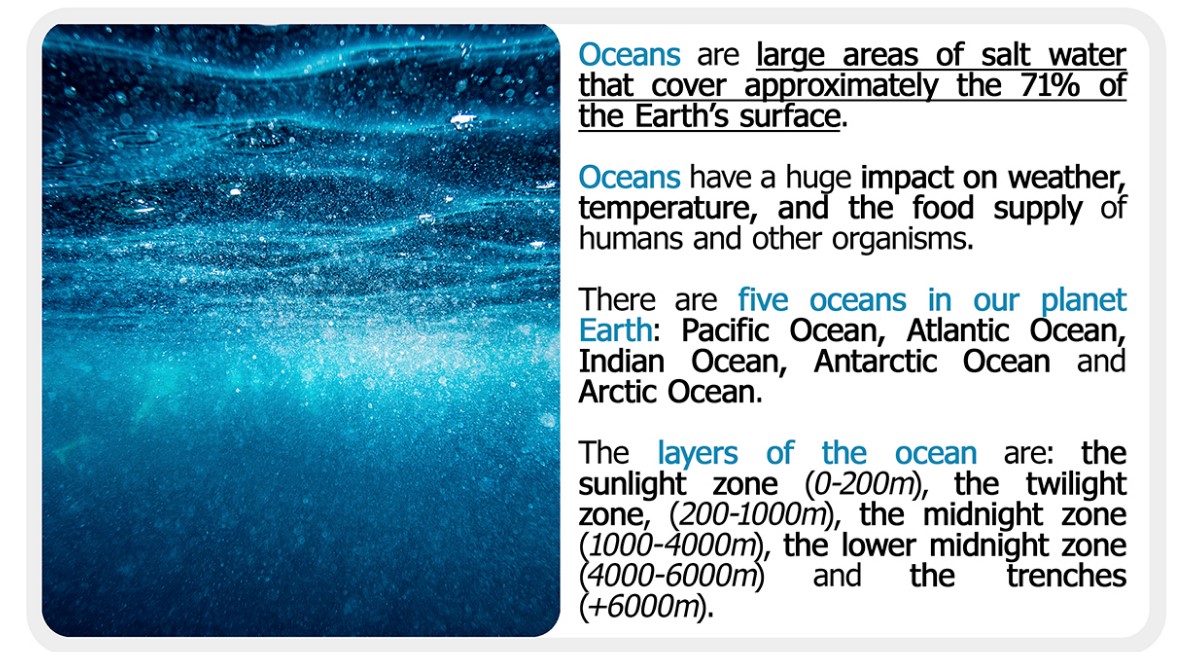 Oceans are large areas of salt water
that cover approximately the 71% of
the Earth’s surface.
Oceans have a huge impact on weather,
temperature, and the food supply of
humans and other organisms.
There are five oceans in our planet
Earth: Pacific Ocean, Atlantic Ocean,
Indian Ocean, Antarctic Ocean and
Arctic Ocean.
The layers of the ocean are: the
sunlight zone (0-200m), the twilight
zone, (200-1000m), the midnight zone
(1000-4000m), the lower midnight zone
(4000-6000m) and the trenches
(+6000m).